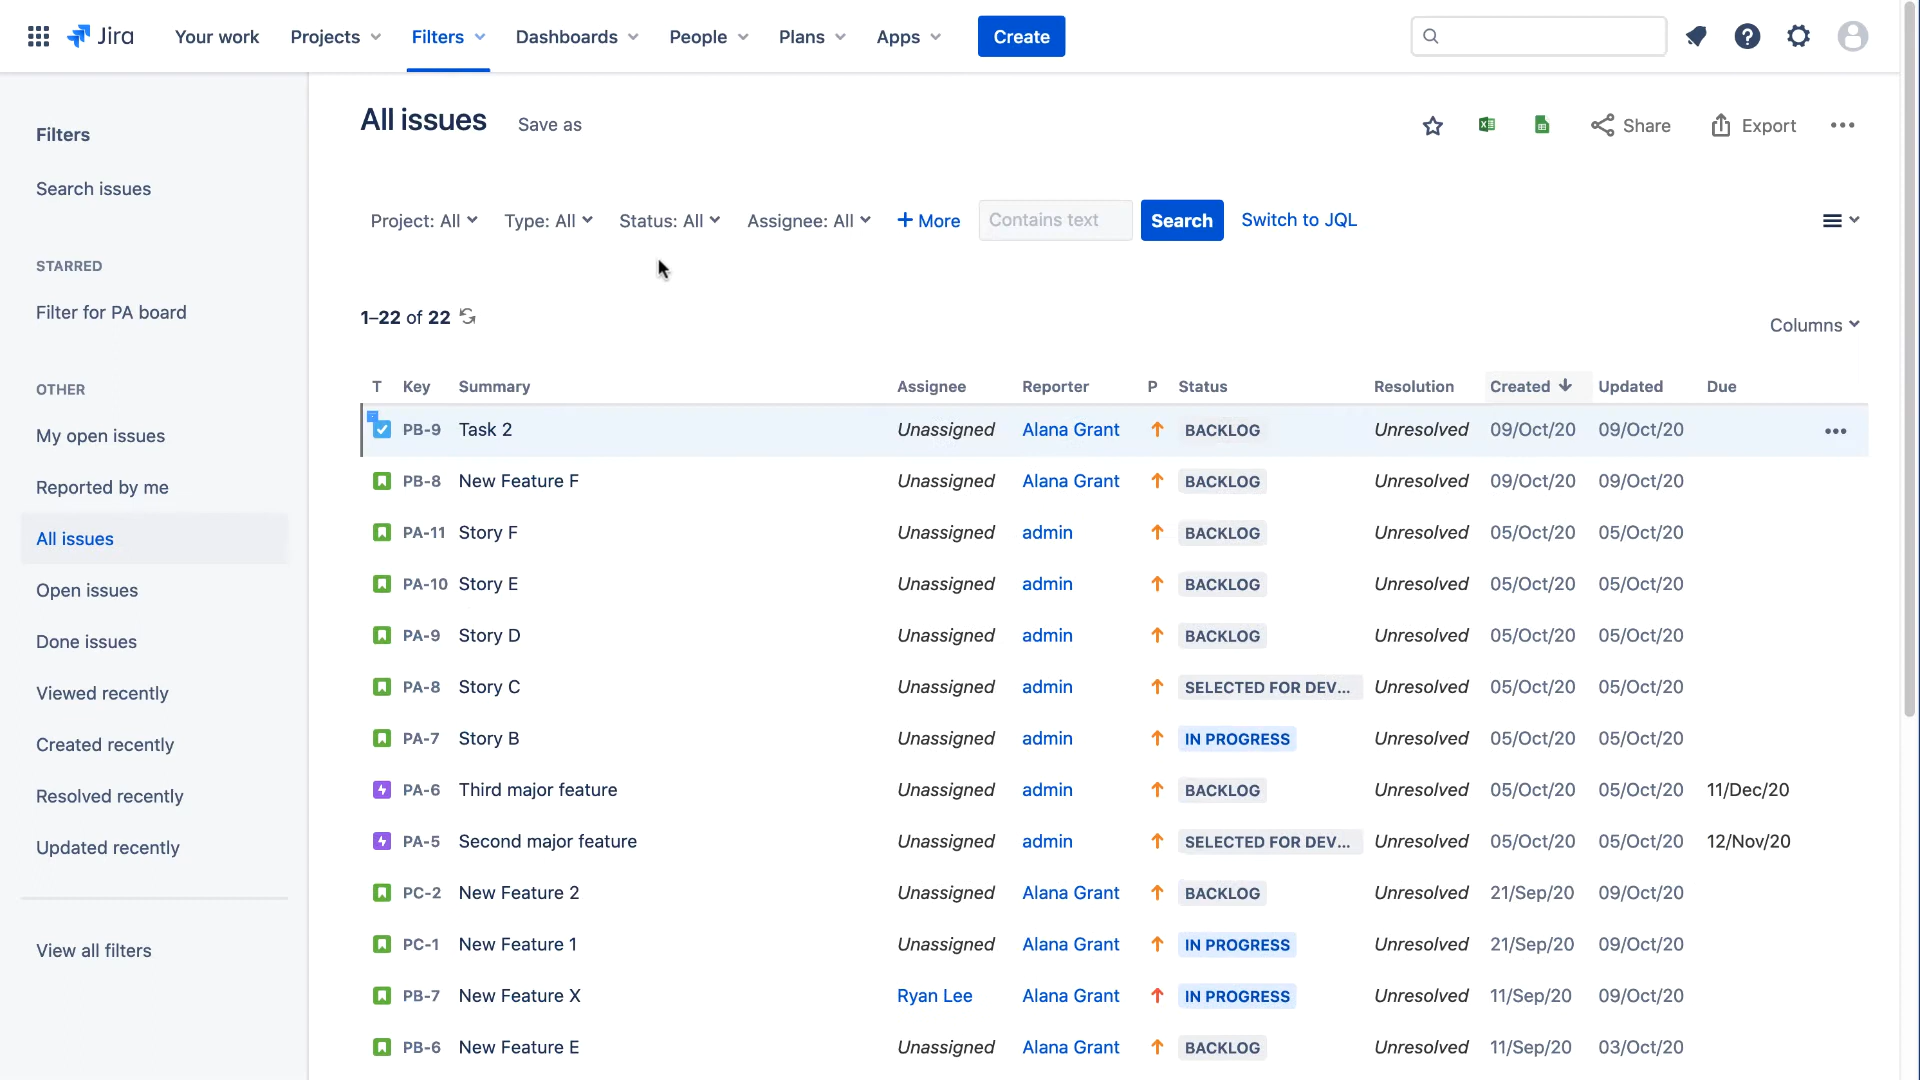 Jira Your work Projects Filters Dashboards People Plans Apps Create
Filters
Search issues
STARRED
Filter for PA board
OTHER
My open issues
Reported by me
All issues
Open issues
Done issues
Viewed recently
Created recently
Resolved recently
Updated recently
View all filters
All issues Save as Share Export
Project: All Type: All Status: All Assignee: All + More Contains text Search Switch to JQL
1–22 of 22
Columns
T Key Summary Assignee Reporter P Status Resolution Created Updated Due
PB-9 Task 2 Unassigned Alana Grant BACKLOG Unresolved 09/Oct/20 09/Oct/20
PB-8 New Feature F Unassigned Alana Grant BACKLOG Unresolved 09/Oct/20 09/Oct/20
PA-11 Story F Unassigned admin BACKLOG Unresolved 05/Oct/20 05/Oct/20
PA-10 Story E Unassigned admin BACKLOG Unresolved 05/Oct/20 05/Oct/20
PA-9 Story D Unassigned admin BACKLOG Unresolved 05/Oct/20 05/Oct/20
PA-8 Story C Unassigned admin SELECTED FOR DEV... Unresolved 05/Oct/20 05/Oct/20
PA-7 Story B Unassigned admin IN PROGRESS Unresolved 05/Oct/20 05/Oct/20
PA-6 Third major feature Unassigned admin BACKLOG Unresolved 05/Oct/20 05/Oct/20 11/Dec/20
PA-5 Second major feature Unassigned admin SELECTED FOR DEV... Unresolved 05/Oct/20 05/Oct/20 12/Nov/20
PC-2 New Feature 2 Unassigned Alana Grant BACKLOG Unresolved 21/Sep/20 09/Oct/20
PC-1 New Feature 1 Unassigned Alana Grant IN PROGRESS Unresolved 21/Sep/20 09/Oct/20
PB-7 New Feature X Ryan Lee Alana Grant IN PROGRESS Unresolved 11/Sep/20 09/Oct/20
PB-6 New Feature E Unassigned Alana Grant BACKLOG Unresolved 11/Sep/20 03/Oct/20